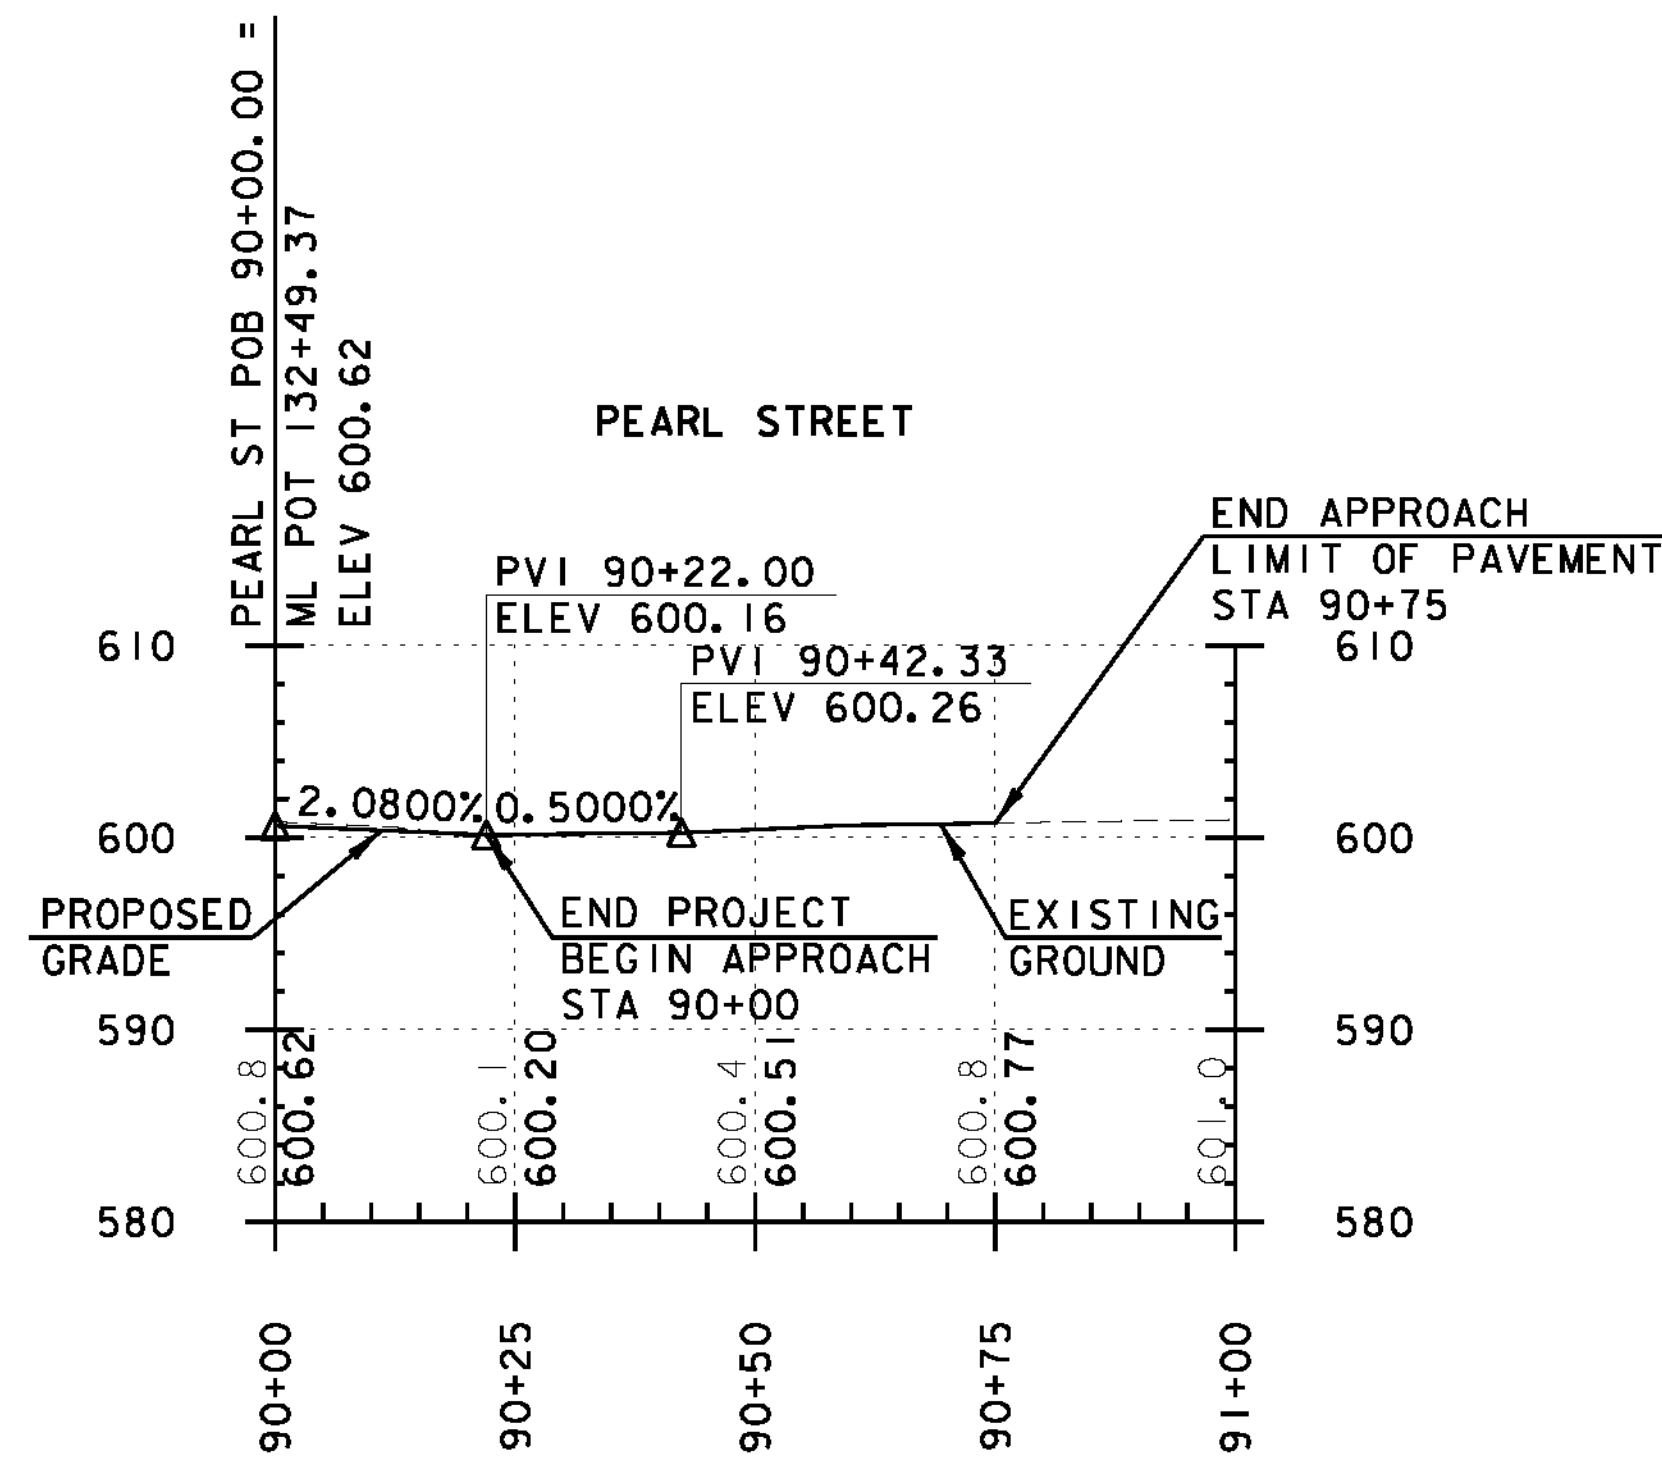 PEARL ST POB 90+00.00 =
ML POT 132+49.37
ELEV 600.62
PEARL STREET
END APPROACH
LIMIT OF PAVEMENT
STA 90+75
PVI 90+22.00
ELEV 600.16
PVI 90+42.33
ELEV 600.26
610
610
2.0800%
0.5000%
600
600
PROPOSED
GRADE
END PROJECT
BEGIN APPROACH
STA 90+00
EXISTING
GROUND
590
590
600.8
600.62
600.1
600.20
600.4
600.51
600.8
600.77
601.0
580
580
90+00
90+25
90+50
90+75
91+00